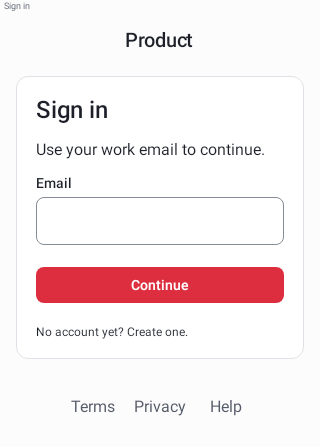 Sign in
Product
Sign in
Use your work email to continue.
Email
Continue
No account yet? Create one.
Terms Privacy Help